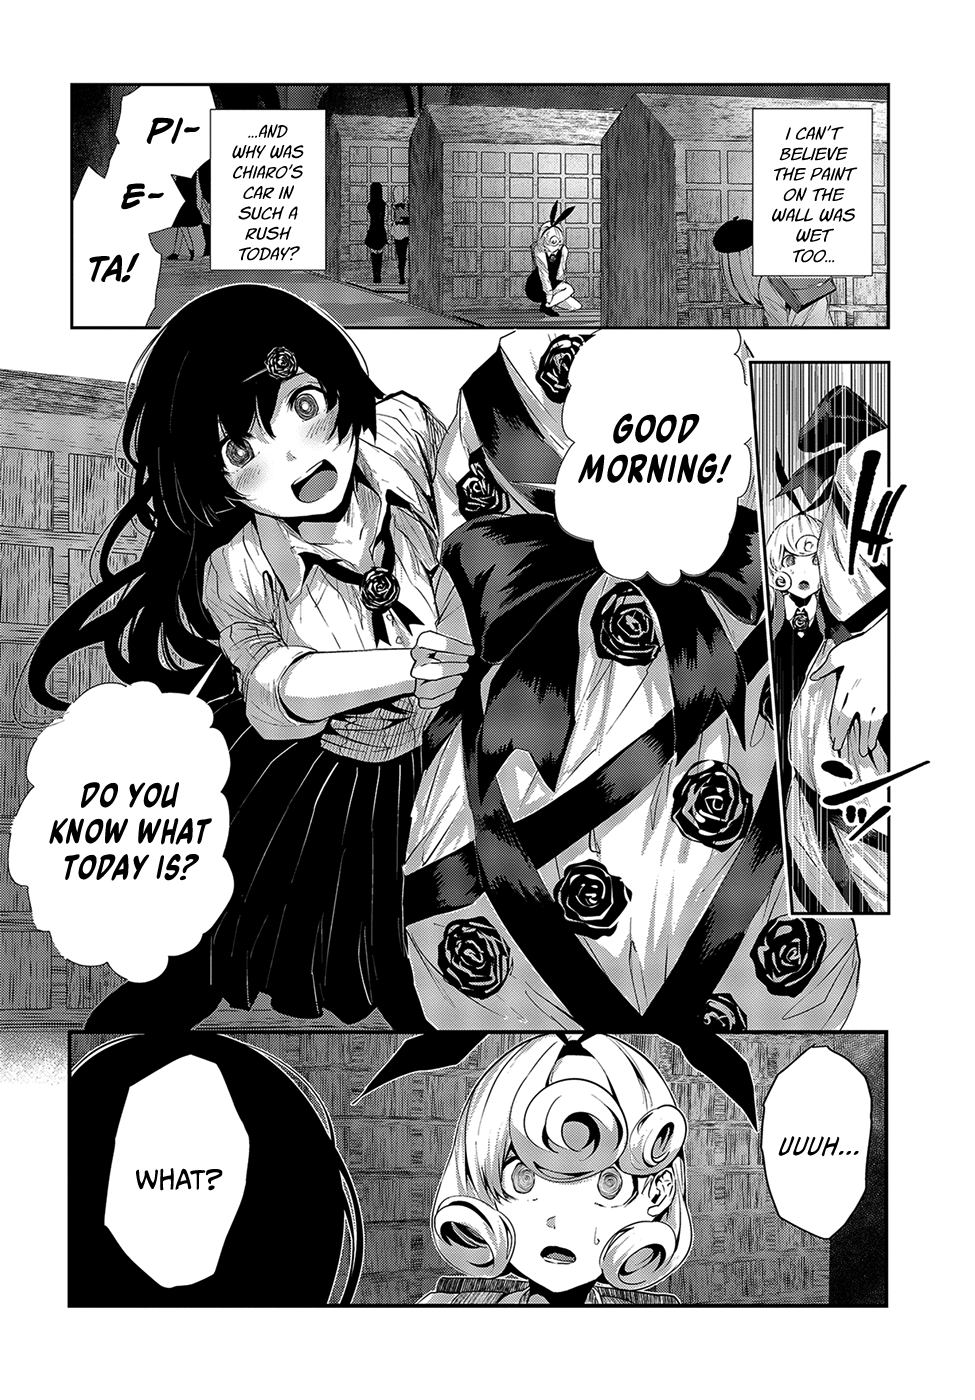 I CAN'T
BELIEVE
THE PAINT
ON THE
WALL WAS
WET
TOO...
...AND
WHY WAS
CHIARO'S
CAR IN
SUCH A
RUSH
TODAY?
PI-
E-
TA!
GOOD
MORNING!
DO YOU
KNOW WHAT
TODAY IS?
UUUH...
WHAT?